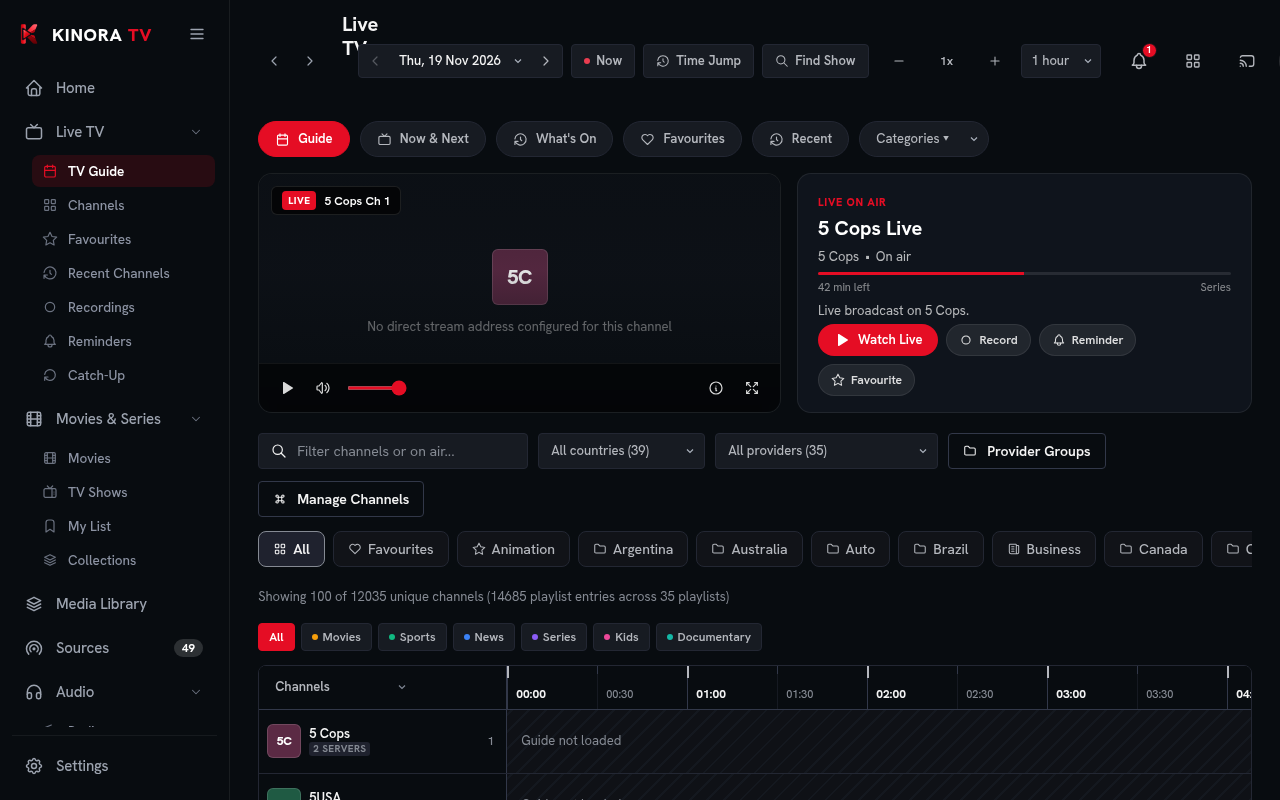 KINORA TV
Home
Live TV
TV Guide
Channels
Favourites
Recent Channels
Recordings
Reminders
Catch-Up
Movies & Series
Movies
TV Shows
My List
Collections
Media Library
Sources 49
Audio
Settings
Live
TV
Thu, 19 Nov 2026
Now
Time Jump
Find Show
1x
1 hour
1
Guide
Now & Next
What's On
Favourites
Recent
Categories
LIVE 5 Cops Ch 1
5C
No direct stream address configured for this channel
LIVE ON AIR
5 Cops Live
5 Cops • On air
42 min left Series
Live broadcast on 5 Cops.
Watch Live
Record
Reminder
Favourite
Filter channels or on air...
All countries (39)
All providers (35)
Provider Groups
Manage Channels
All
Favourites
Animation
Argentina
Australia
Auto
Brazil
Business
Canada
Showing 100 of 12035 unique channels (14685 playlist entries across 35 playlists)
All
Movies
Sports
News
Series
Kids
Documentary
Channels
00:00 00:30 01:00 01:30 02:00 02:30 03:00 03:30 04:
5C 5 Cops 1
2 SERVERS
Guide not loaded
5USA